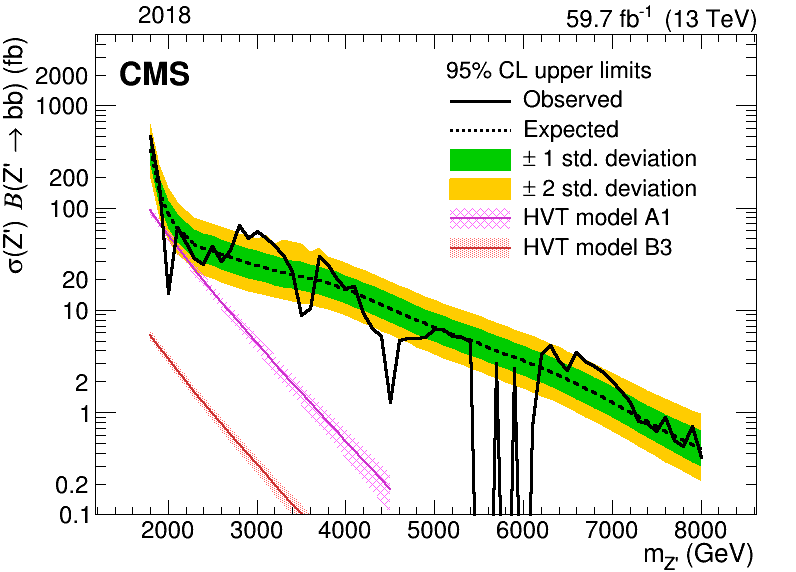 2018
59.7 fb⁻¹ (13 TeV)
CMS
95% CL upper limits
Observed
Expected
± 1 std. deviation
± 2 std. deviation
HVT model A1
HVT model B3
σ(Z') B(Z' → bb) (fb)
2000
1000
200
100
20
10
2
1
0.2
0.1
2000 3000 4000 5000 6000 7000 8000
m_Z' (GeV)